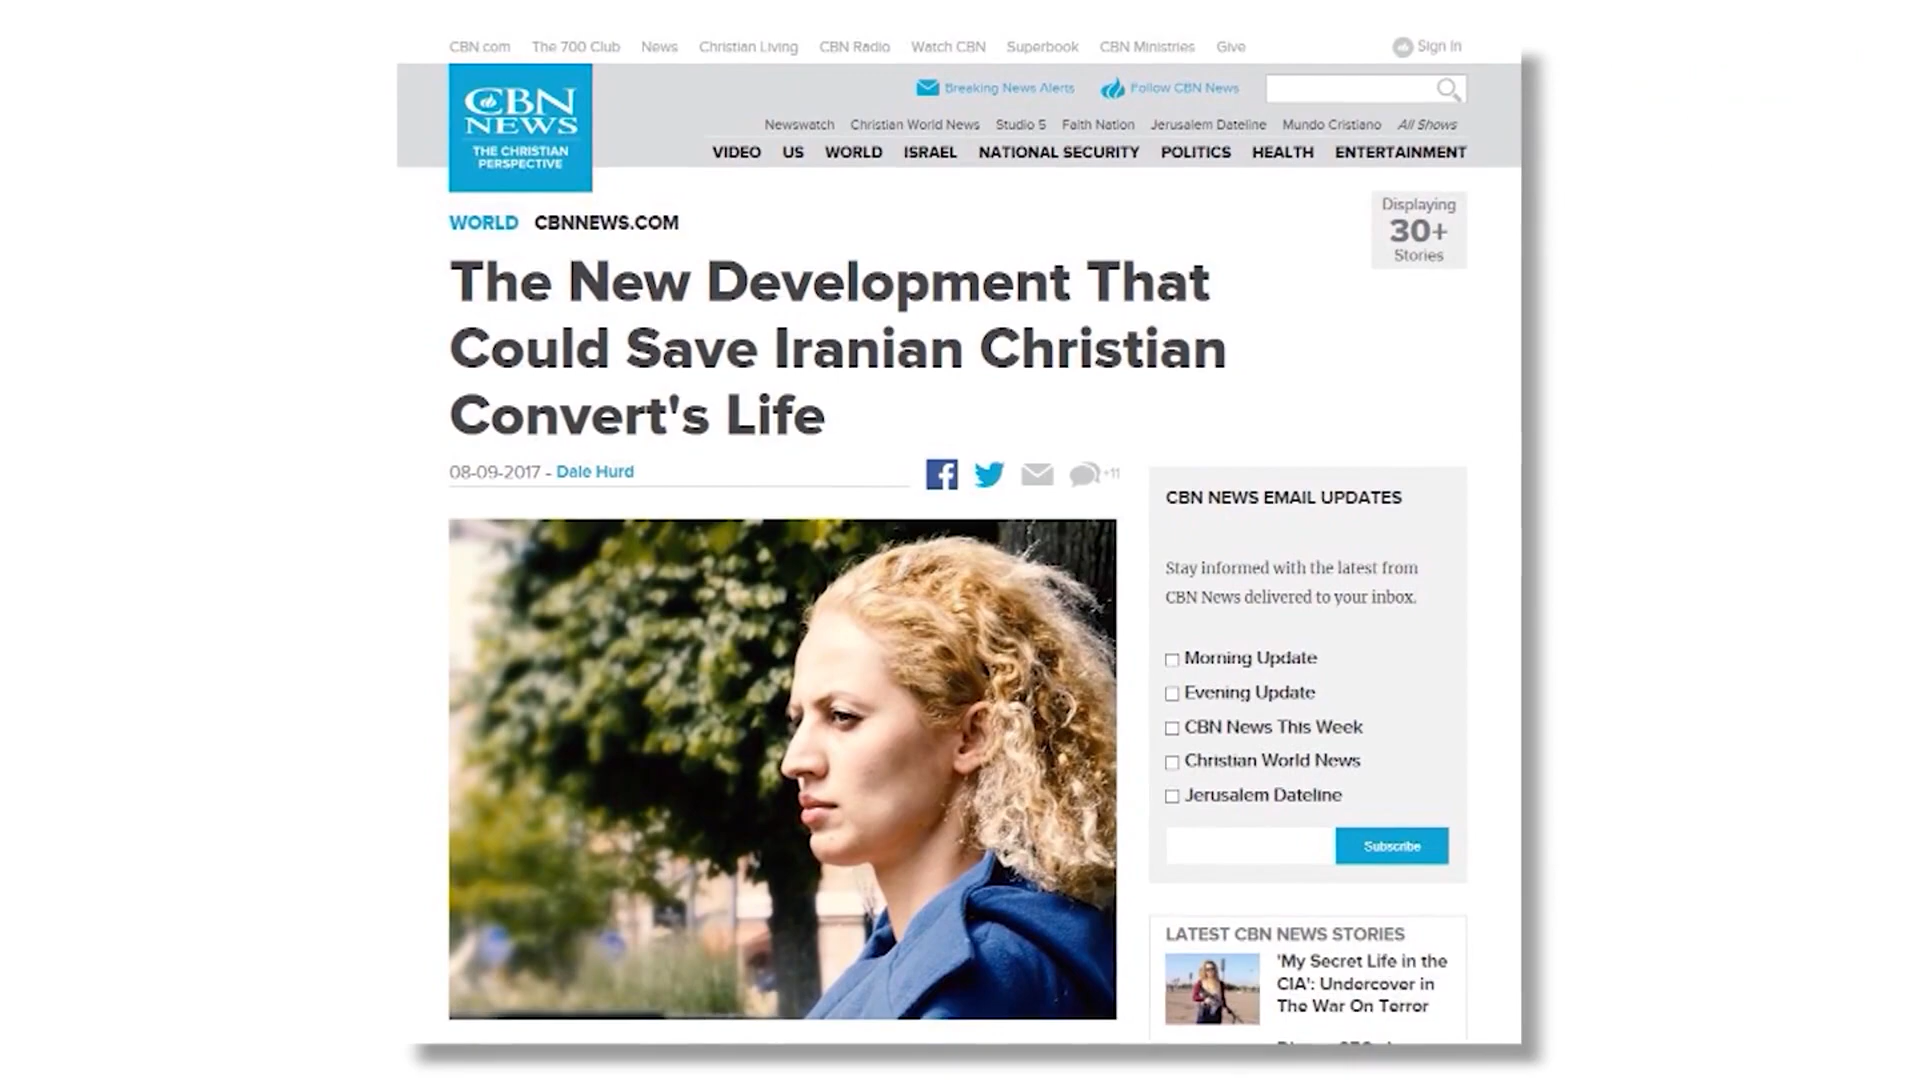 CBN com The 700 Club News Christian Living CBN Radio Watch CBN Superbook CBN Ministries Give Sign In
CBN
NEWS
THE CHRISTIAN
PERSPECTIVE
Breaking News Alerts Follow CBN News
Newswatch Christian World News Studio 5 Faith Nation Jerusalem Dateline Mundo Cristiano All Shows
VIDEO US WORLD ISRAEL NATIONAL SECURITY POLITICS HEALTH ENTERTAINMENT
WORLD CBNNEWS.COM
Displaying
30+
Stories
The New Development That
Could Save Iranian Christian
Convert's Life
08-09-2017 - Dale Hurd
+11
CBN NEWS EMAIL UPDATES
Stay informed with the latest from
CBN News delivered to your inbox.
Morning Update
Evening Update
CBN News This Week
Christian World News
Jerusalem Dateline
Subscribe
LATEST CBN NEWS STORIES
'My Secret Life in the
CIA': Undercover in
The War On Terror